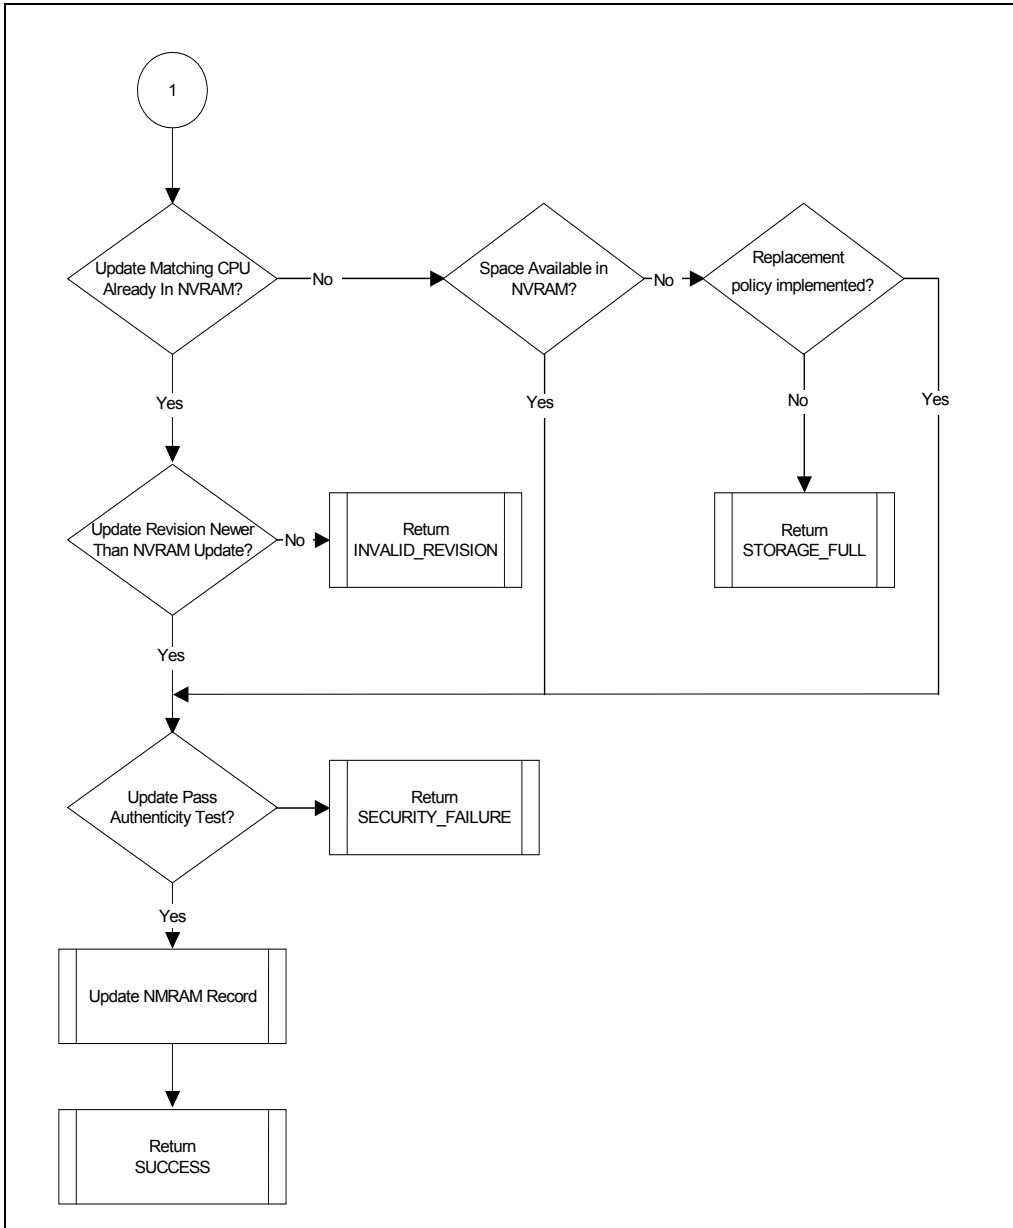 1
Update Matching CPU
Already In NVRAM?
No
Space Available in
NVRAM?
No
Replacement
policy implemented?
Yes
Yes
No
Yes
Update Revision Newer
Than NVRAM Update?
No
Return
INVALID_REVISION
Return
STORAGE_FULL
Yes
Update Pass
Authenticity Test?
Return
SECURITY_FAILURE
Yes
Update NMRAM Record
Return
SUCCESS